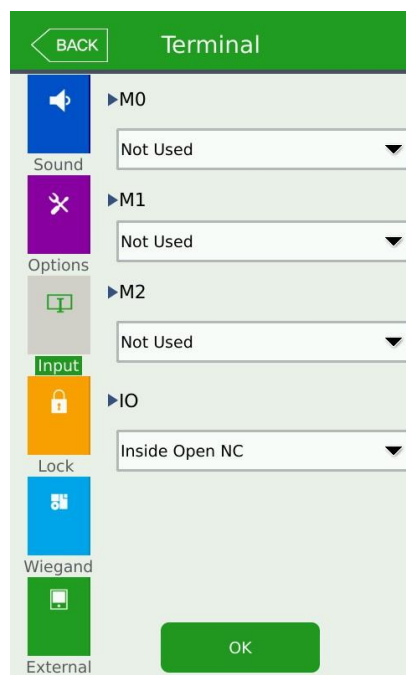 BACK
Terminal
Sound
Options
Input
Lock
Wiegand
External
M0
Not Used
M1
Not Used
M2
Not Used
IO
Inside Open NC
OK